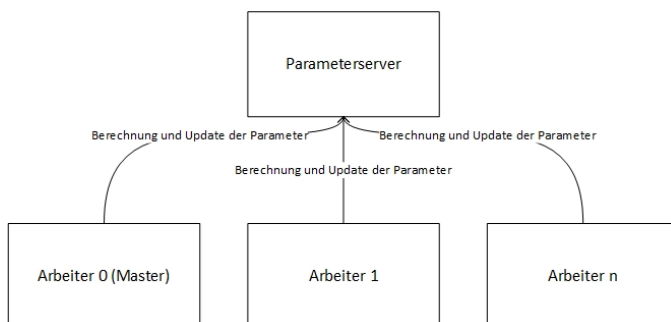 Parameterserver
Berechnung und Update der Parameter
Berechnung und Update der Parameter
Berechnung und Update der Parameter
Arbeiter 0 (Master)
Arbeiter 1
Arbeiter n